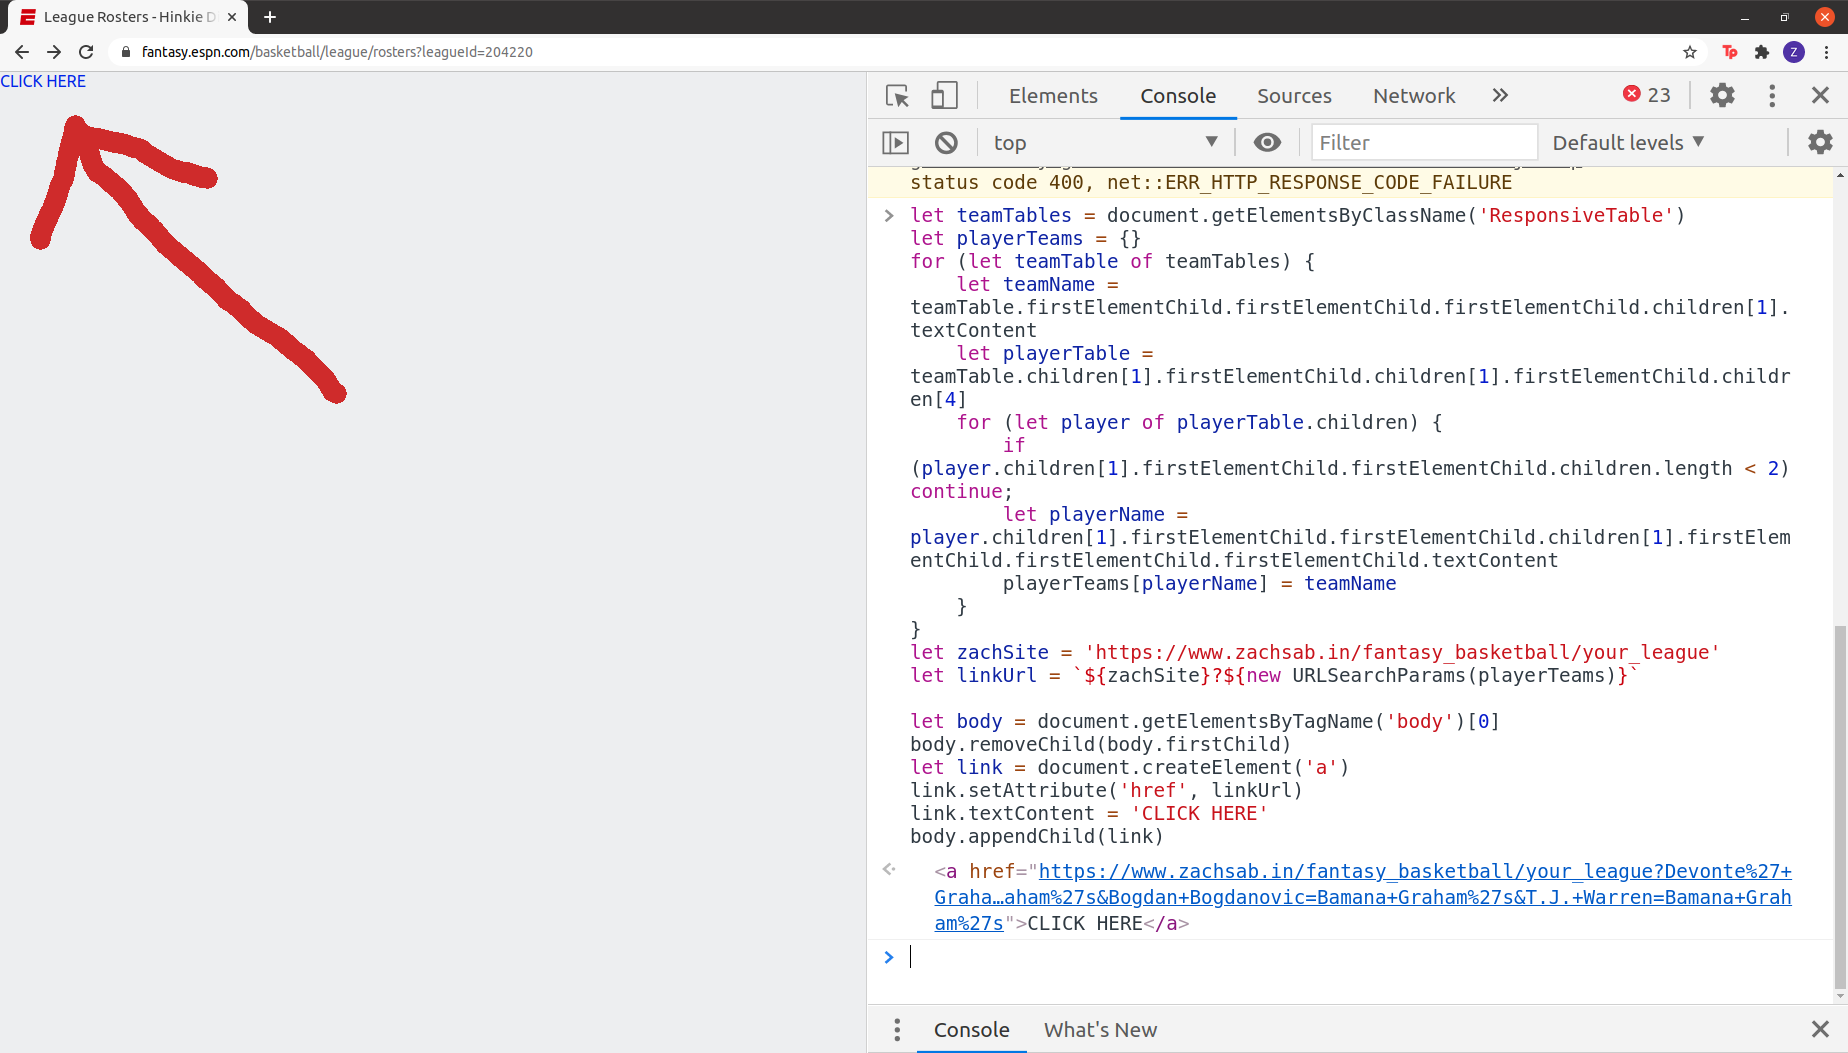 League Rosters - Hinkie D
fantasy.espn.com/basketball/league/rosters?leagueId=204220
Tp
Z
CLICK HERE
Elements Console Sources Network 23
top Filter Default levels
status code 400, net::ERR_HTTP_RESPONSE_CODE_FAILURE
let teamTables = document.getElementsByClassName('ResponsiveTable')
let playerTeams = {}
for (let teamTable of teamTables) {
    let teamName =
teamTable.firstElementChild.firstElementChild.firstElementChild.children[1].
textContent
    let playerTable =
teamTable.children[1].firstElementChild.children[1].firstElementChild.childr
en[4]
    for (let player of playerTable.children) {
        if
(player.children[1].firstElementChild.firstElementChild.children.length < 2)
continue;
        let playerName =
player.children[1].firstElementChild.firstElementChild.children[1].firstElem
entChild.firstElementChild.firstElementChild.textContent
        playerTeams[playerName] = teamName
    }
}
let zachSite = 'https://www.zachsab.in/fantasy_basketball/your_league'
let linkUrl = `${zachSite}?${new URLSearchParams(playerTeams)}`
let body = document.getElementsByTagName('body')[0]
body.removeChild(body.firstChild)
let link = document.createElement('a')
link.setAttribute('href', linkUrl)
link.textContent = 'CLICK HERE'
body.appendChild(link)
<a href="https://www.zachsab.in/fantasy_basketball/your_league?Devonte%27+
Graha…aham%27s&Bogdan+Bogdanovic=Bamana+Graham%27s&T.J.+Warren=Bamana+Grah
am%27s">CLICK HERE</a>
Console What's New